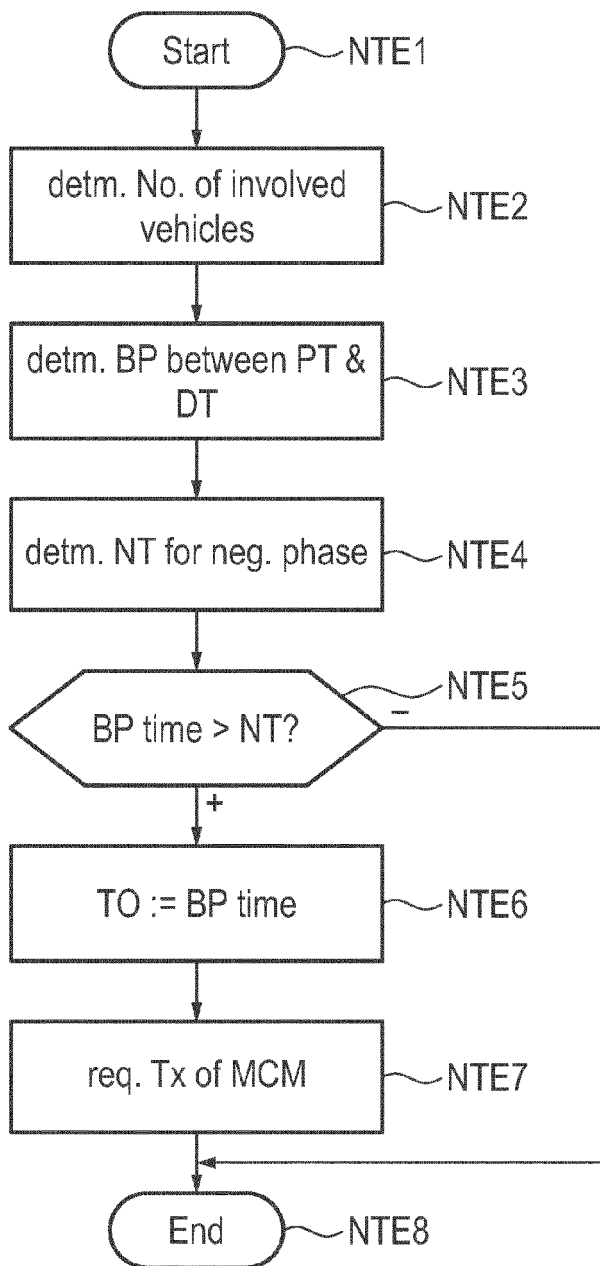 Start
NTE1
detm. No. of involved
vehicles
NTE2
detm. BP between PT &
DT
NTE3
detm. NT for neg. phase
NTE4
NTE5
BP time > NT?
–
+
TO := BP time
NTE6
req. Tx of MCM
NTE7
End
NTE8